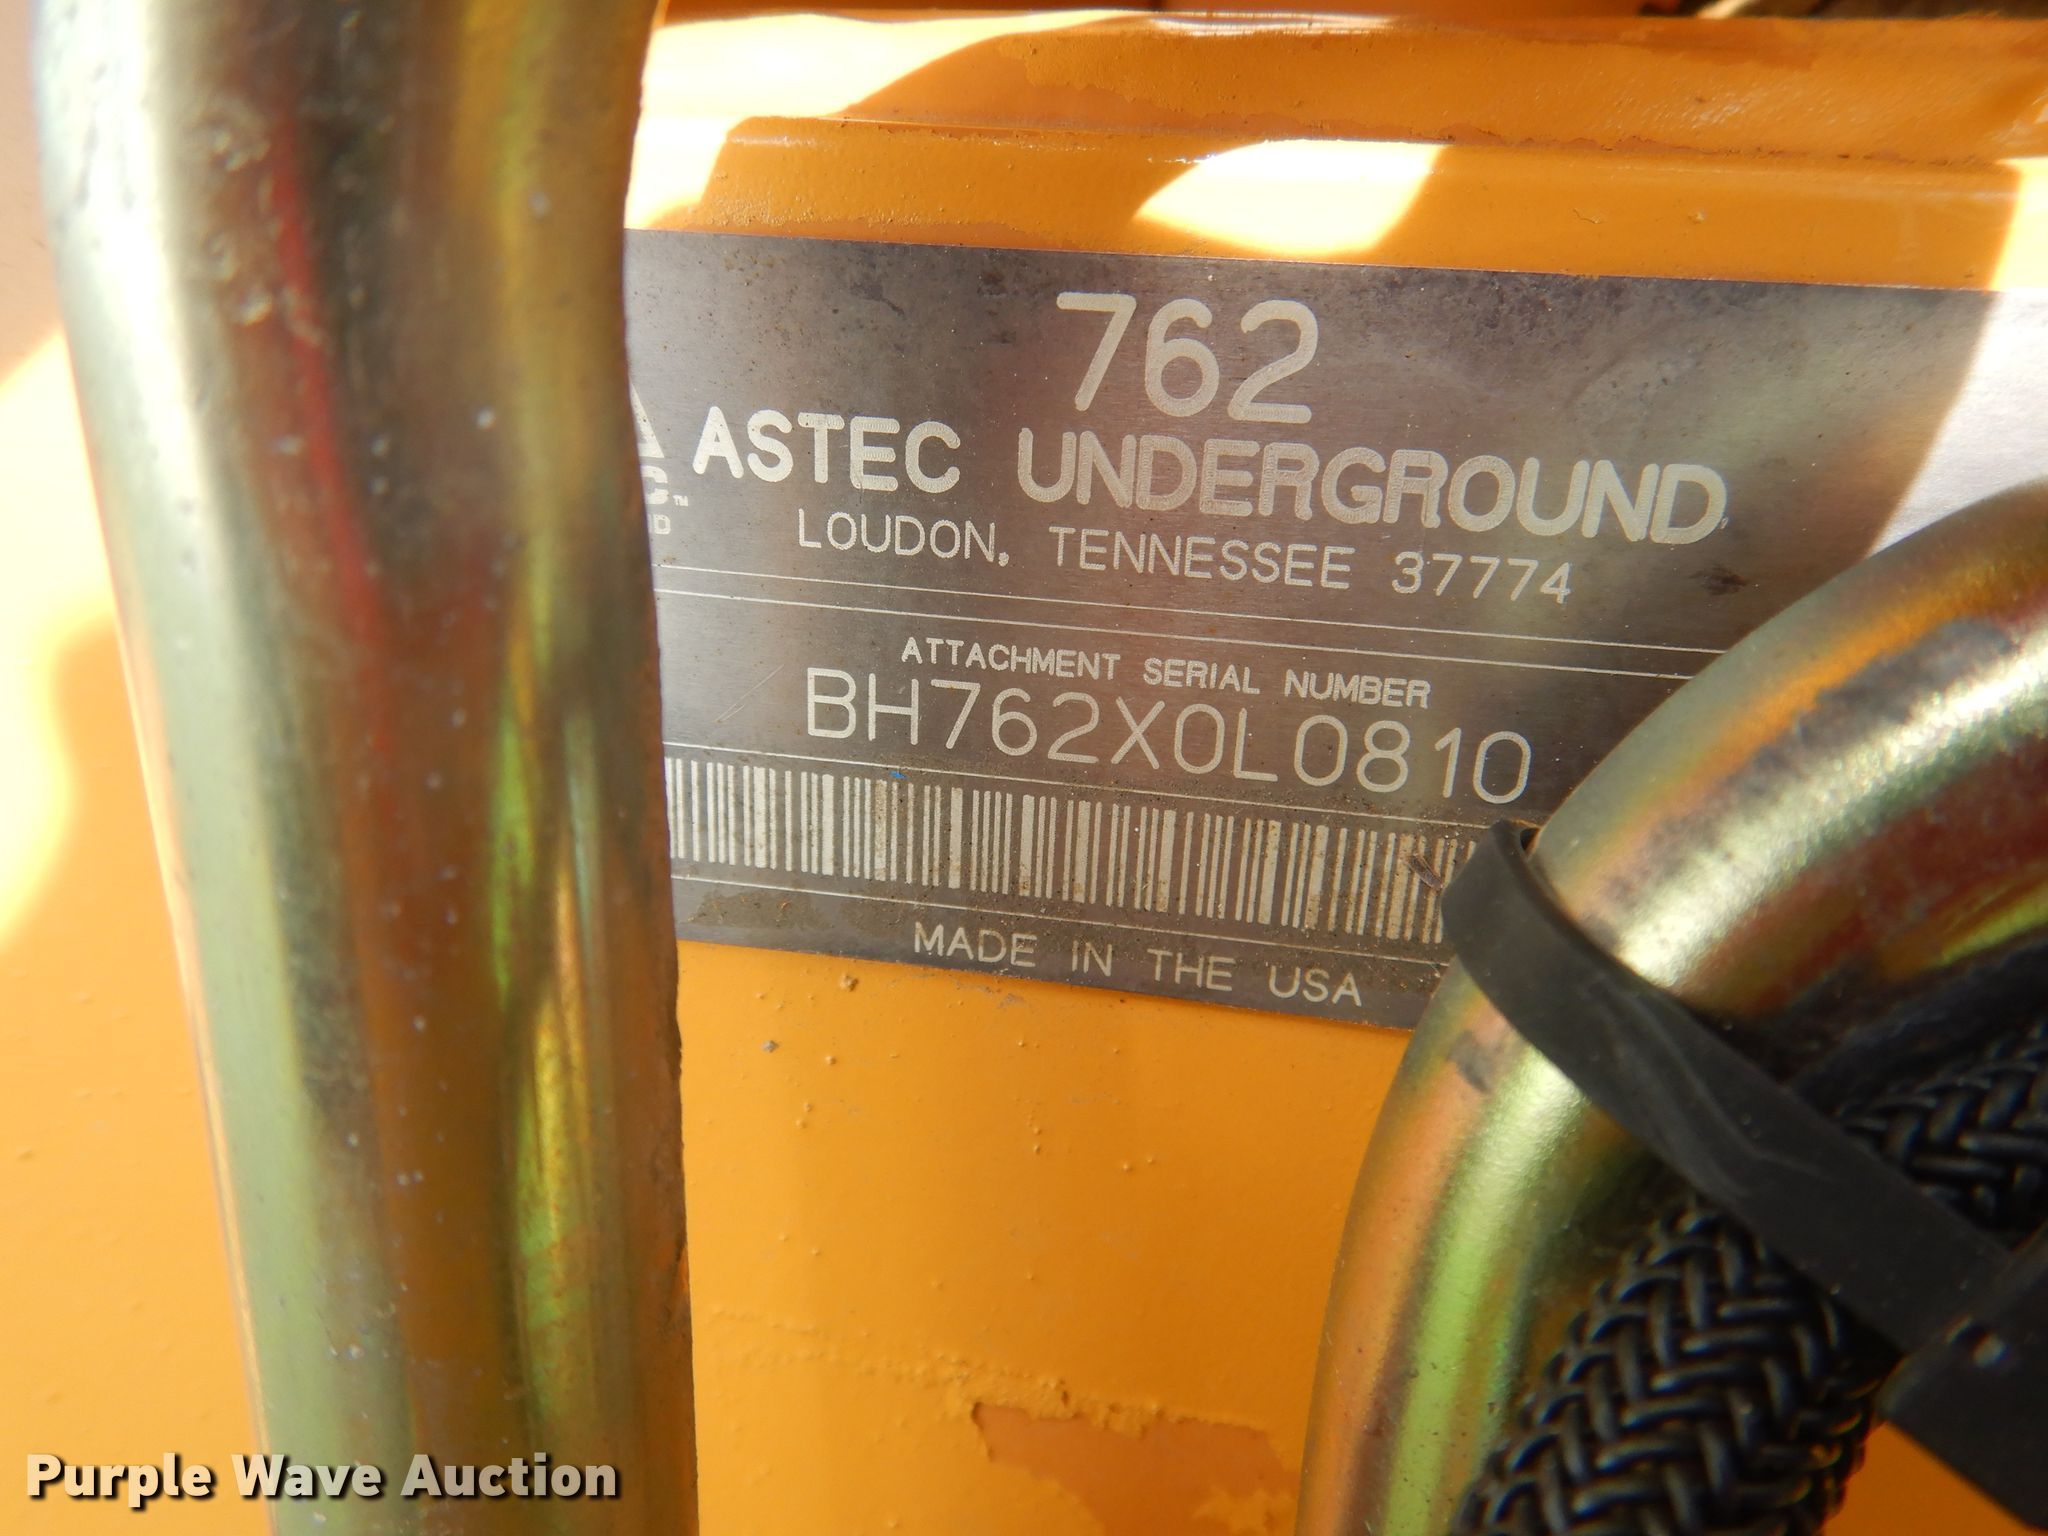 762
ASTEC UNDERGROUND
LOUDON, TENNESSEE 37774
ATTACHMENT SERIAL NUMBER
BH762X0L0810
MADE IN THE USA
Purple Wave Auction